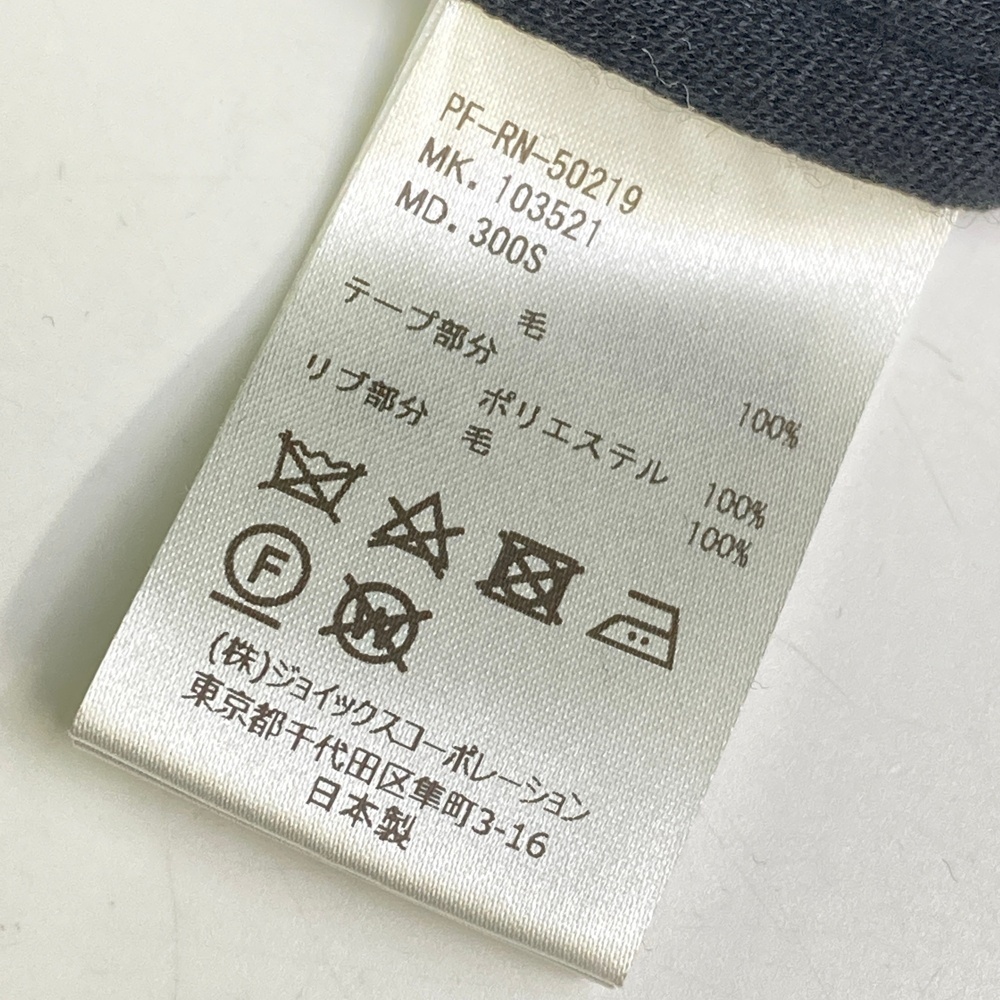 PF-RN-50219
MK. 103521
MD. 300S
毛 100%
テープ部分
ポリエステル 100%
リブ部分 毛 100%
F
W
(株)ジョイックスコーポレーション
東京都千代田区隼町3-16
日本製